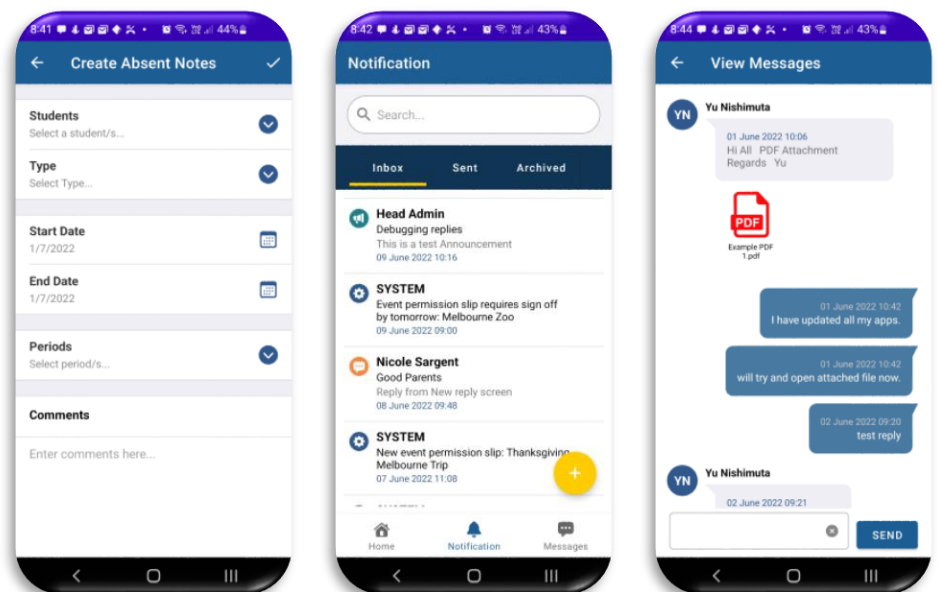 8:41
44%
Create Absent Notes
Students
Select a student/s...
Type
Select Type...
Start Date
1/7/2022
End Date
1/7/2022
Periods
Select period/s...
Comments
Enter comments here...
8:42
43%
Notification
Search...
Inbox Sent Archived
Head Admin
Debugging replies
This is a test Announcement
09 June 2022 10:16
SYSTEM
Event permission slip requires sign off
by tomorrow: Melbourne Zoo
09 June 2022 09:00
Nicole Sargent
Good Parents
Reply from New reply screen
08 June 2022 09:48
SYSTEM
New event permission slip: Thanksgiving
Melbourne Trip
07 June 2022 11:08
+
Home Notification Messages
8:44
43%
View Messages
YN
Yu Nishimuta
01 June 2022 10:06
Hi All PDF Attachment
Regards Yu
PDF
Example PDF
1.pdf
01 June 2022 10:42
I have updated all my apps.
01 June 2022 10:42
will try and open attached file now.
02 June 2022 09:20
test reply
YN
Yu Nishimuta
02 June 2022 09:21
SEND